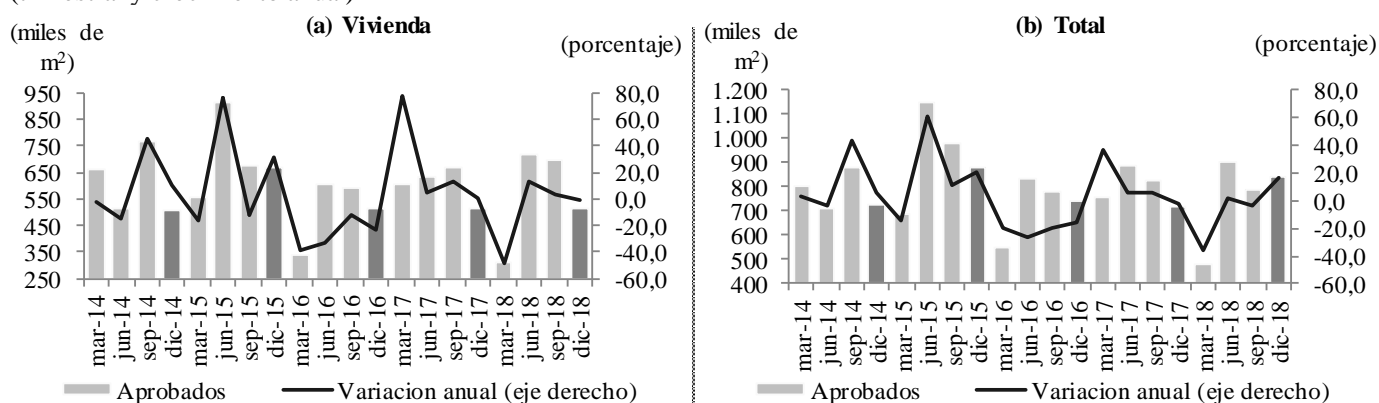 (a) Vivienda
(miles de
m²)
(porcentaje)
950
850
750
650
550
450
350
250
80,0
60,0
40,0
20,0
0,0
-20,0
-40,0
-60,0
mar-14
jun-14
sep-14
dic-14
mar-15
jun-15
sep-15
dic-15
mar-16
jun-16
sep-16
dic-16
mar-17
jun-17
sep-17
dic-17
mar-18
jun-18
sep-18
dic-18
Aprobados
Variacion anual (eje derecho)
(b) Total
(miles de
m²)
(porcentaje)
1.200
1.100
1.000
900
800
700
600
500
400
80,0
60,0
40,0
20,0
0,0
-20,0
-40,0
-60,0
mar-14
jun-14
sep-14
dic-14
mar-15
jun-15
sep-15
dic-15
mar-16
jun-16
sep-16
dic-16
mar-17
jun-17
sep-17
dic-17
mar-18
jun-18
sep-18
dic-18
Aprobados
Variacion anual (eje derecho)